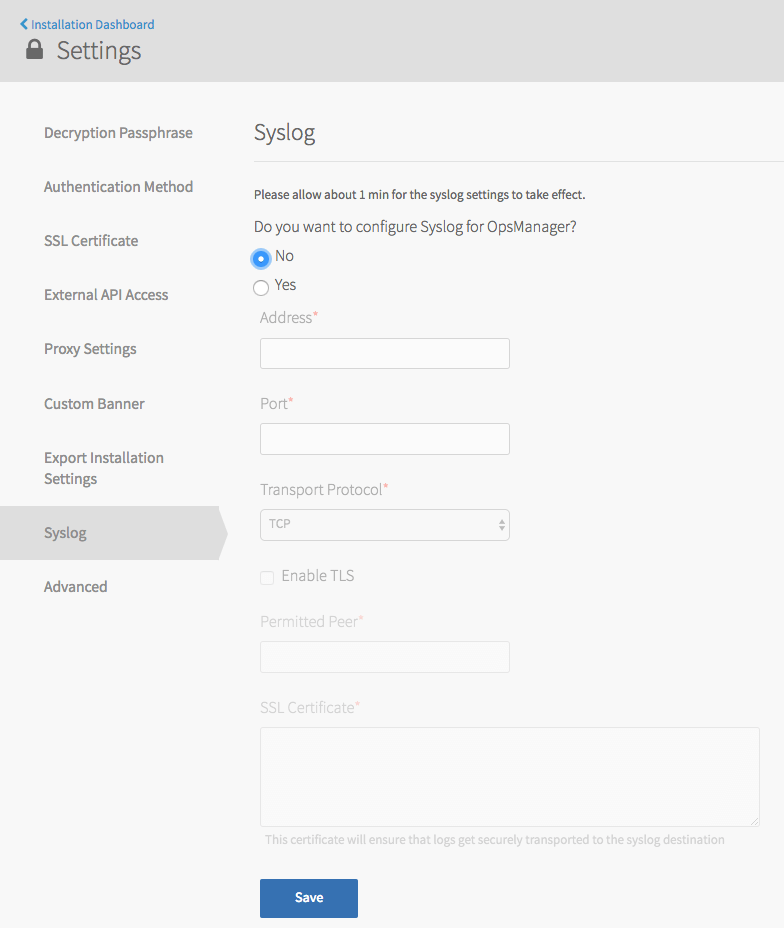 Installation Dashboard
Settings
Decryption Passphrase
Authentication Method
SSL Certificate
External API Access
Proxy Settings
Custom Banner
Export Installation
Settings
Syslog
Advanced
Syslog
Please allow about 1 min for the syslog settings to take effect.
Do you want to configure Syslog for OpsManager?
No
Yes
Address*
Port*
Transport Protocol*
TCP
Enable TLS
Permitted Peer*
SSL Certificate*
This certificate will ensure that logs get securely transported to the syslog destination
Save